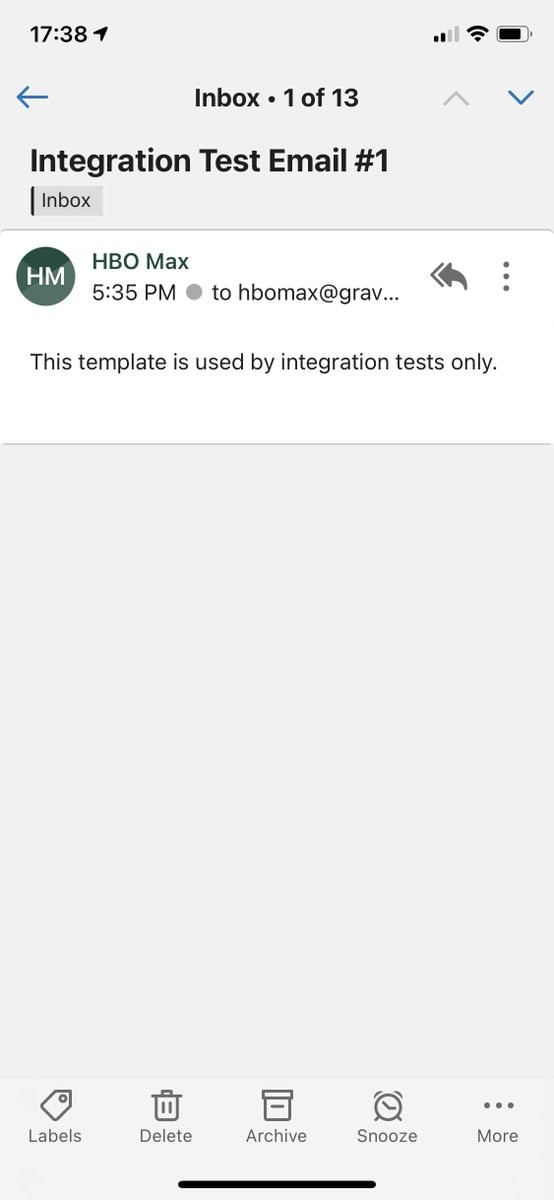 17:38
Inbox • 1 of 13
Integration Test Email #1
Inbox
HM
HBO Max
5:35 PM to hbomax@grav...
This template is used by integration tests only.
Labels Delete Archive Snooze More